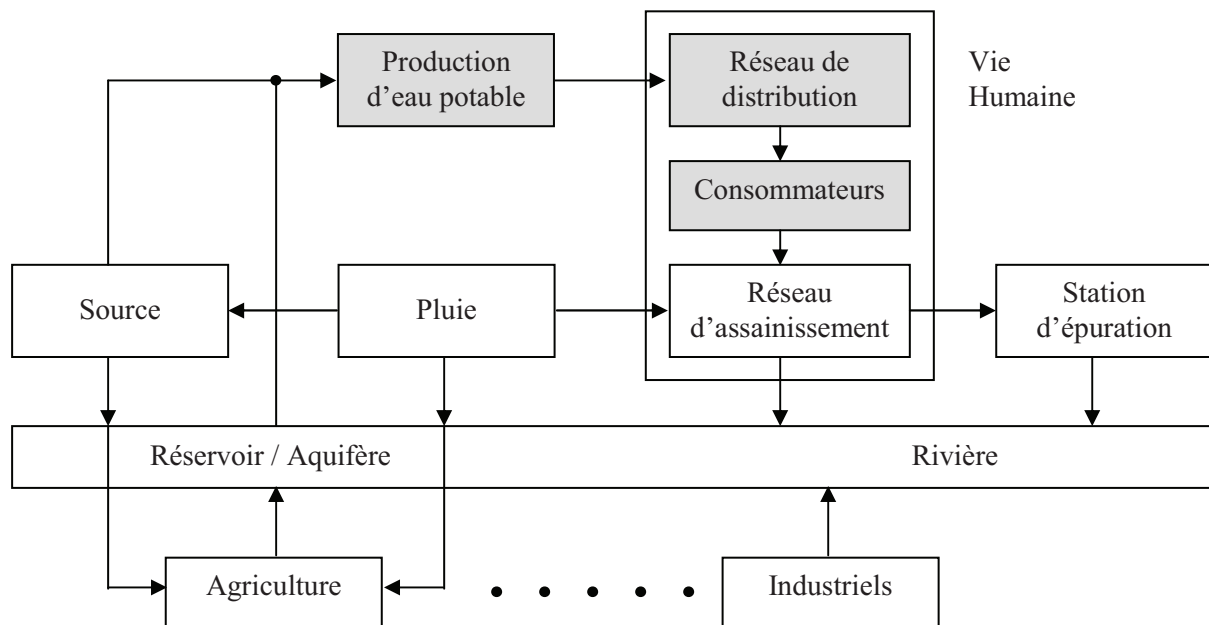 Production
d’eau potable
Réseau de
distribution
Vie
Humaine
Consommateurs
Source
Pluie
Réseau
d’assainissement
Station
d’épuration
Réservoir / Aquifère
Rivière
Agriculture
Industriels